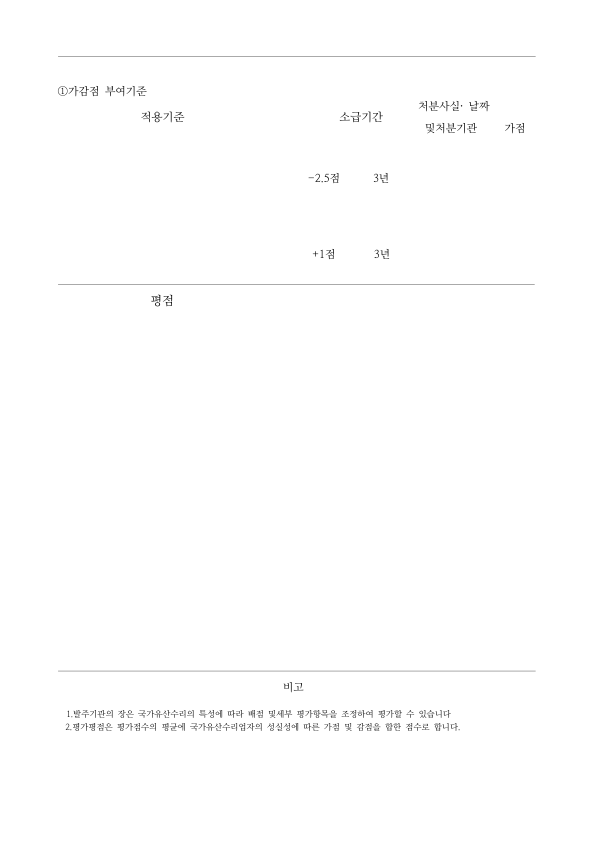 ①가감점 부여기준
적용기준 소급기간 처분사실· 날짜
및처분기관 가점
-2.5점 3년
+1점 3년
평점
비고
1.발주기관의 장은 국가유산수리의 특성에 따라 배점 및세부 평가항목을 조정하여 평가할 수 있습니다
2.평가평점은 평가점수의 평균에 국가유산수리업자의 성실성에 따른 가점 및 감점을 합한 점수로 합니다.